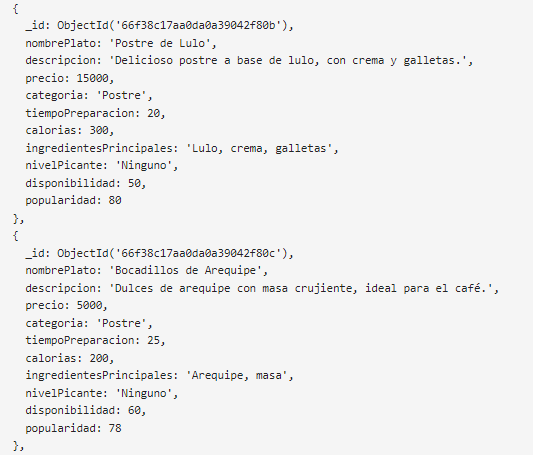 {
_id: ObjectId('66f38c17aa0da0a39042f80b'),
nombrePlato: 'Postre de Lulo',
descripcion: 'Delicioso postre a base de lulo, con crema y galletas.',
precio: 15000,
categoria: 'Postre',
tiempoPreparacion: 20,
calorias: 300,
ingredientesPrincipales: 'Lulo, crema, galletas',
nivelPicante: 'Ninguno',
disponibilidad: 50,
popularidad: 80
},
{
_id: ObjectId('66f38c17aa0da0a39042f80c'),
nombrePlato: 'Bocadillos de Arequipe',
descripcion: 'Dulces de arequipe con masa crujiente, ideal para el café.',
precio: 5000,
categoria: 'Postre',
tiempoPreparacion: 25,
calorias: 200,
ingredientesPrincipales: 'Arequipe, masa',
nivelPicante: 'Ninguno',
disponibilidad: 60,
popularidad: 78
},